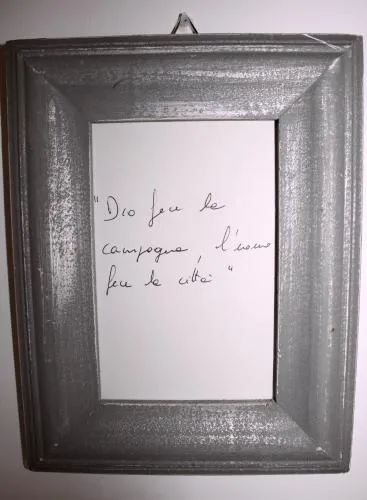 "Dio fece la
campagna, l'uomo
fece la città"